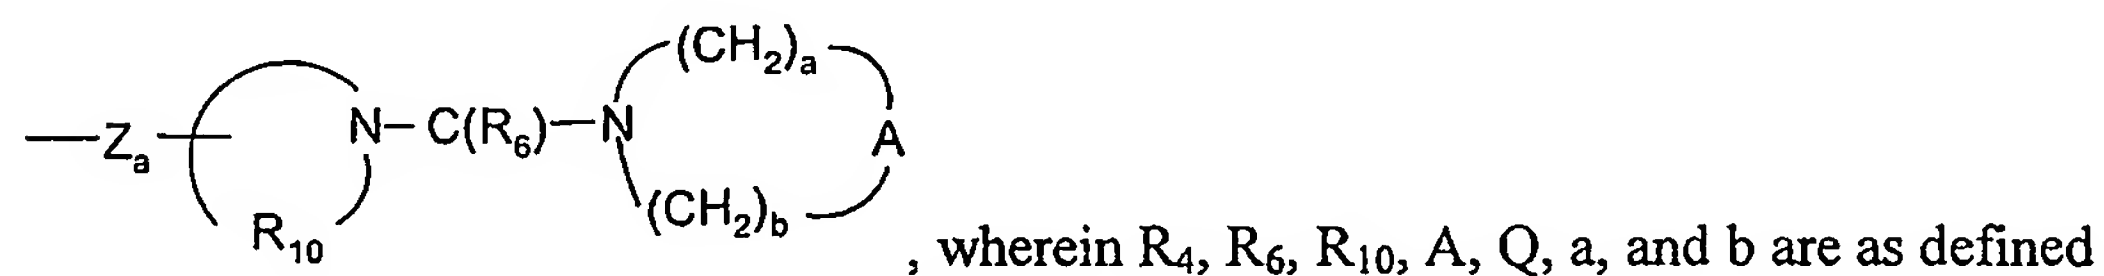 (CH₂)ₐ
—Zₐ N—C(R₆)—N A
R₁₀ (CH₂)b
, wherein R₄, R₆, R₁₀, A, Q, a, and b are as defined